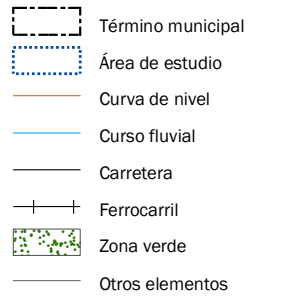 Término municipal
Área de estudio
Curva de nivel
Curso fluvial
Carretera
Ferrocarril
Zona verde
Otros elementos